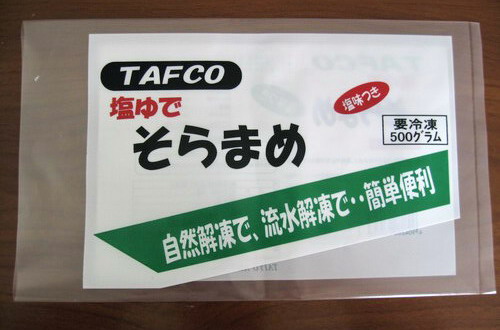 TAFCO
塩ゆで
塩味つき
そらまめ
要冷凍
500グラム
自然解凍で、流水解凍で‥簡単便利